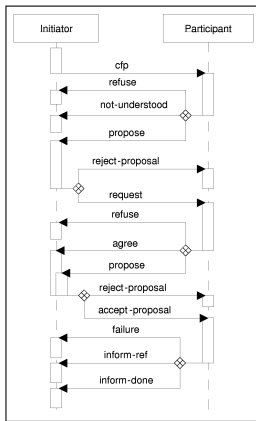 Initiator
Participant
cfp
refuse
not-understood
propose
reject-proposal
request
refuse
agree
propose
reject-proposal
accept-proposal
failure
inform-ref
inform-done